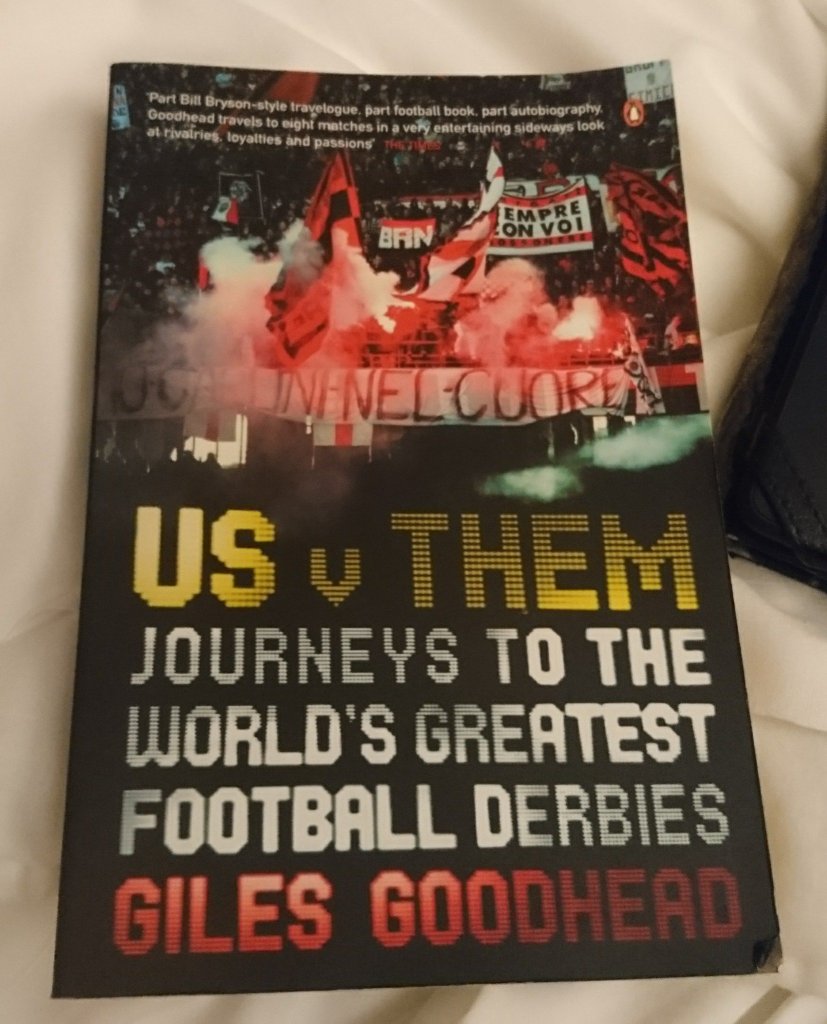 'Part Bill Bryson-style travelogue, part football book, part autobiography.
Goodhead travels to eight matches in a very entertaining sideways look
at rivalries, loyalties and passions' THE TIMES
BRN
SEMPRE
CON VOI
NEL-CUORE
US v THEM
JOURNEYS TO THE
WORLD'S GREATEST
FOOTBALL DERBIES
GILES GOODHEAD